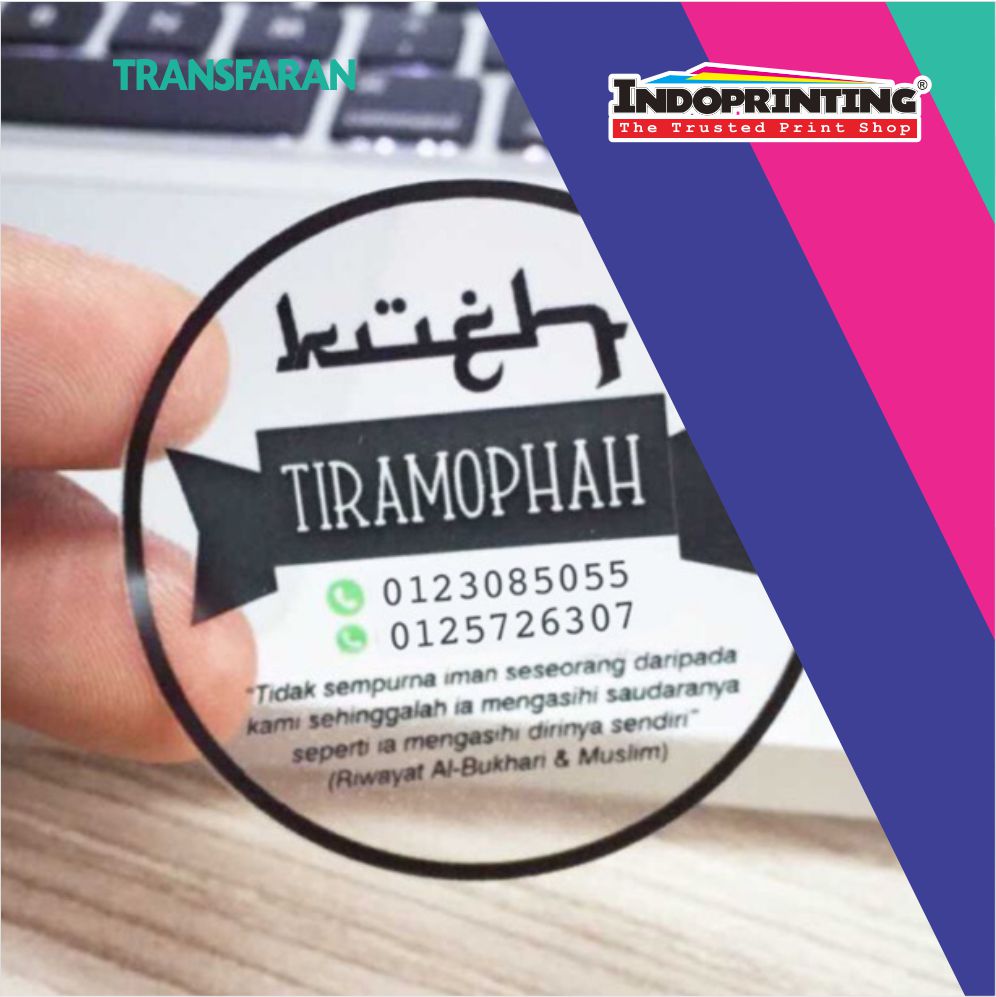 TRANSFARAN
INDOPRINTING®
The Trusted Print Shop
TIRAMOPHAH
0123085055
0125726307
"Tidak sempurna iman seseorang daripada
kami sehinggalah ia mengasihi saudaranya
seperti ia mengasihi dirinya sendiri"
(Riwayat Al-Bukhari & Muslim)